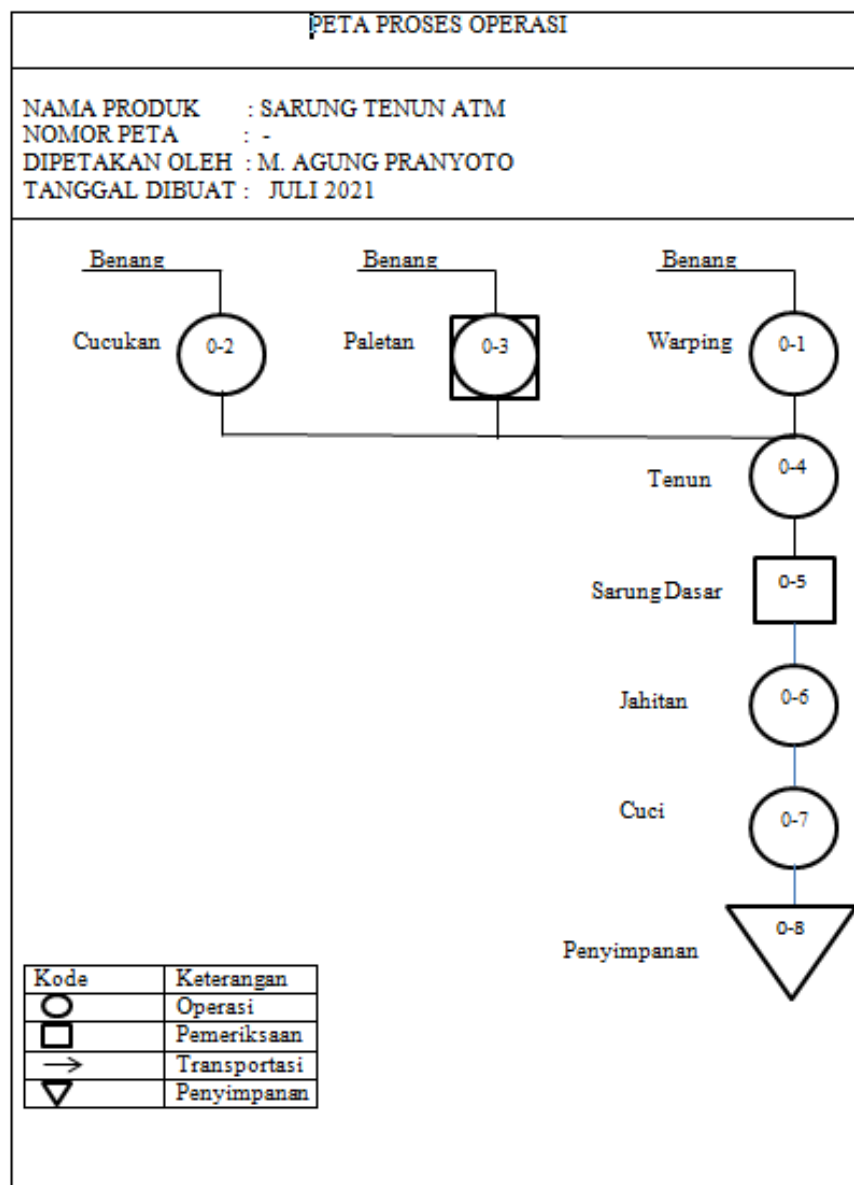 PETA PROSES OPERASI
NAMA PRODUK : SARUNG TENUN ATM
NOMOR PETA : -
DIPETAKAN OLEH : M. AGUNG PRANYOTO
TANGGAL DIBUAT : JULI 2021
Benang Benang Benang
Cucukan 0-2 Paletan 0-3 Warping 0-1
Tenun 0-4
Sarung Dasar 0-5
Jahitan 0-6
Cuci 0-7
Penyimpanan 0-8
Kode Keterangan
Operasi
Pemeriksaan
Transportasi
Penyimpanan